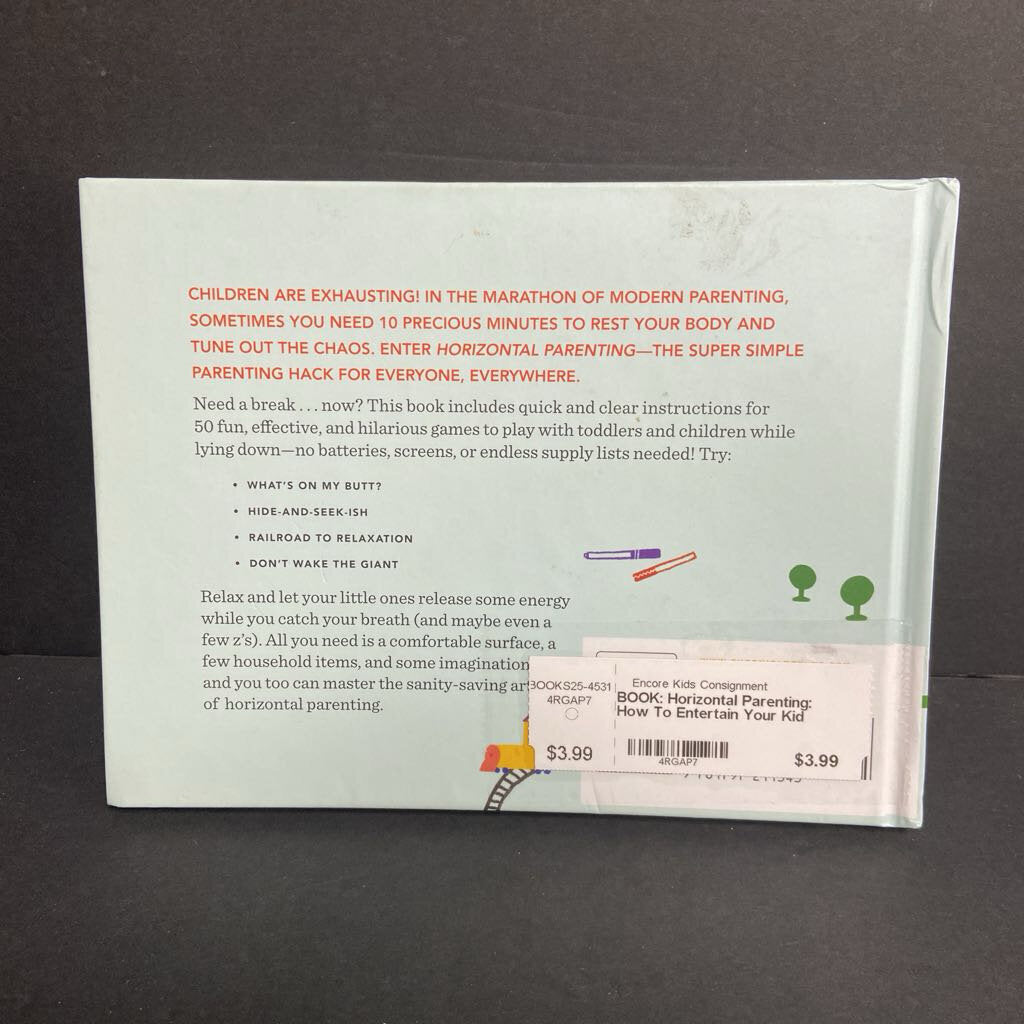 CHILDREN ARE EXHAUSTING! IN THE MARATHON OF MODERN PARENTING,
SOMETIMES YOU NEED 10 PRECIOUS MINUTES TO REST YOUR BODY AND
TUNE OUT THE CHAOS. ENTER HORIZONTAL PARENTING—THE SUPER SIMPLE
PARENTING HACK FOR EVERYONE, EVERYWHERE.
Need a break . . . now? This book includes quick and clear instructions for
50 fun, effective, and hilarious games to play with toddlers and children while
lying down—no batteries, screens, or endless supply lists needed! Try:
• WHAT'S ON MY BUTT?
• HIDE-AND-SEEK-ISH
• RAILROAD TO RELAXATION
• DON'T WAKE THE GIANT
Relax and let your little ones release some energy
while you catch your breath (and maybe even a
few z's). All you need is a comfortable surface, a
few household items, and some imagination
and you too can master the sanity-saving art
of horizontal parenting.
BOOKS25-4531
4RGAP7
$3.99
Encore Kids Consignment
BOOK: Horizontal Parenting:
How To Entertain Your Kid
4RGAP7
$3.99